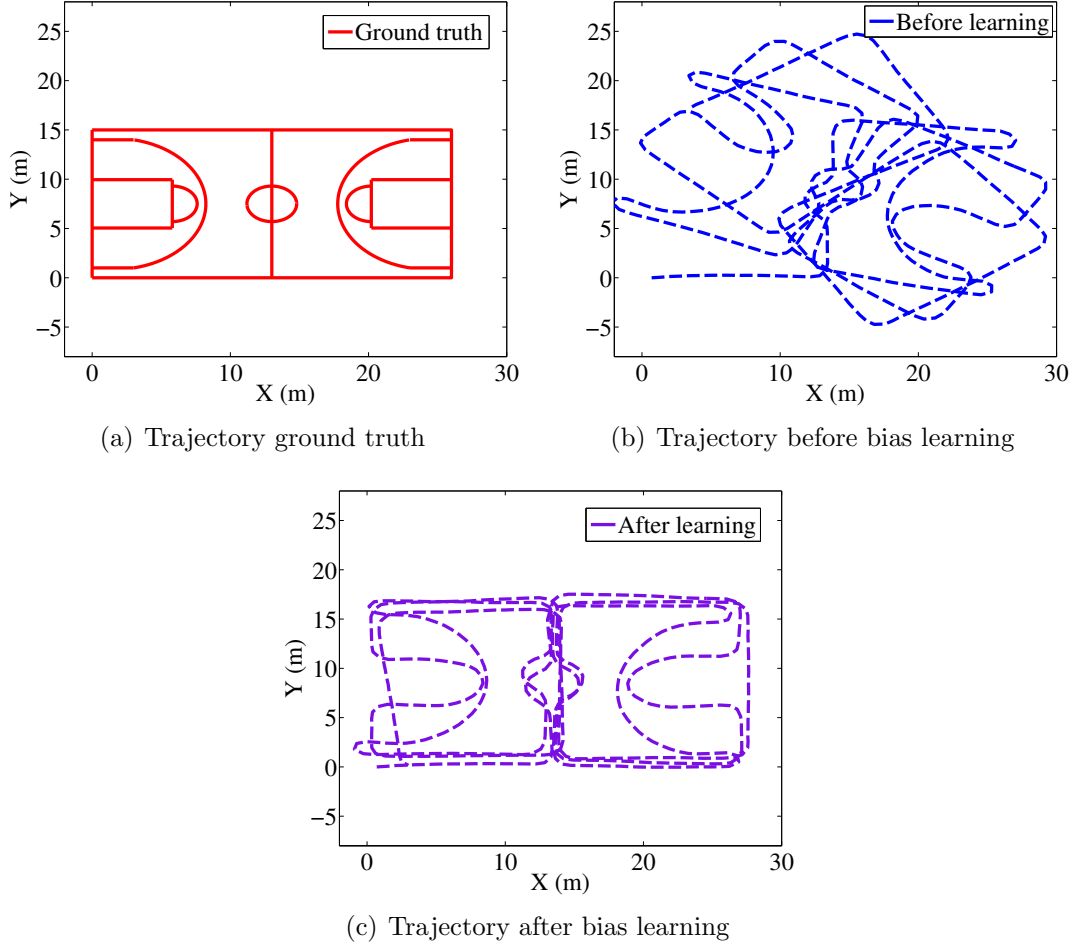 Ground truth
25
20
15
10
5
0
−5
Y (m)
0 10 20 30
X (m)
(a) Trajectory ground truth
Before learning
25
20
15
10
5
0
−5
Y (m)
0 10 20 30
X (m)
(b) Trajectory before bias learning
After learning
25
20
15
10
5
0
−5
Y (m)
0 10 20 30
X (m)
(c) Trajectory after bias learning